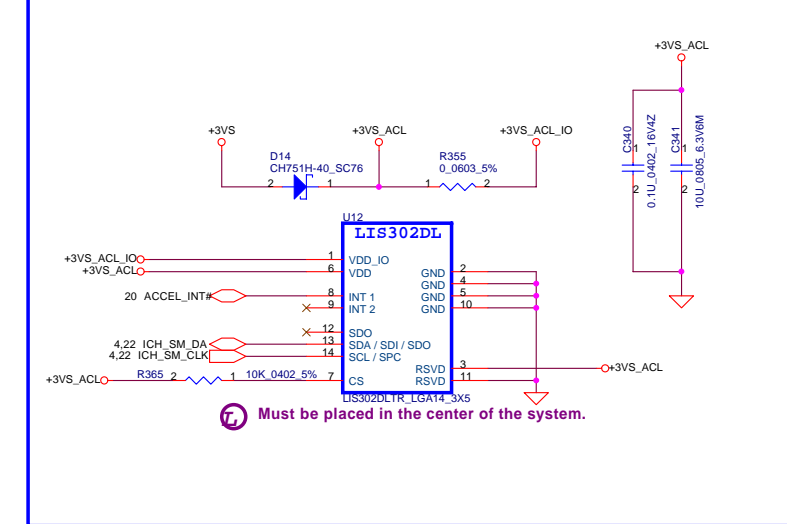 +3VS_ACL
C340
1
2
0.1U_0402_16V4Z
C341
1
2
10U_0805_6.3V6M
+3VS
+3VS_ACL
+3VS_ACL_IO
D14
CH751H-40_SC76
2 1
R355
0_0603_5%
1 2
U12
LIS302DL
+3VS_ACL_IO 1 VDD_IO
+3VS_ACL 6 VDD
GND 2
GND 4
20 ACCEL_INT# 8 INT 1
GND 5
9 INT 2
GND 10
12 SDO
4,22 ICH_SM_DA 13 SDA / SDI / SDO
4,22 ICH_SM_CLK 14 SCL / SPC
RSVD 3 +3VS_ACL
+3VS_ACL R365 2 1 10K_0402_5% 7 CS
RSVD 11
LIS302DLTR_LGA14_3X5
L Must be placed in the center of the system.